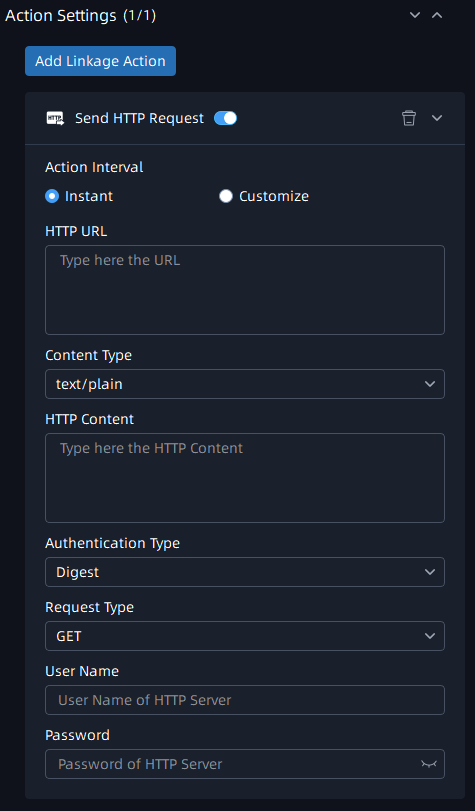 Action Settings (1/1)
Add Linkage Action
HTTP
Send HTTP Request
Action Interval
Instant Customize
HTTP URL
Type here the URL
Content Type
text/plain
HTTP Content
Type here the HTTP Content
Authentication Type
Digest
Request Type
GET
User Name
User Name of HTTP Server
Password
Password of HTTP Server